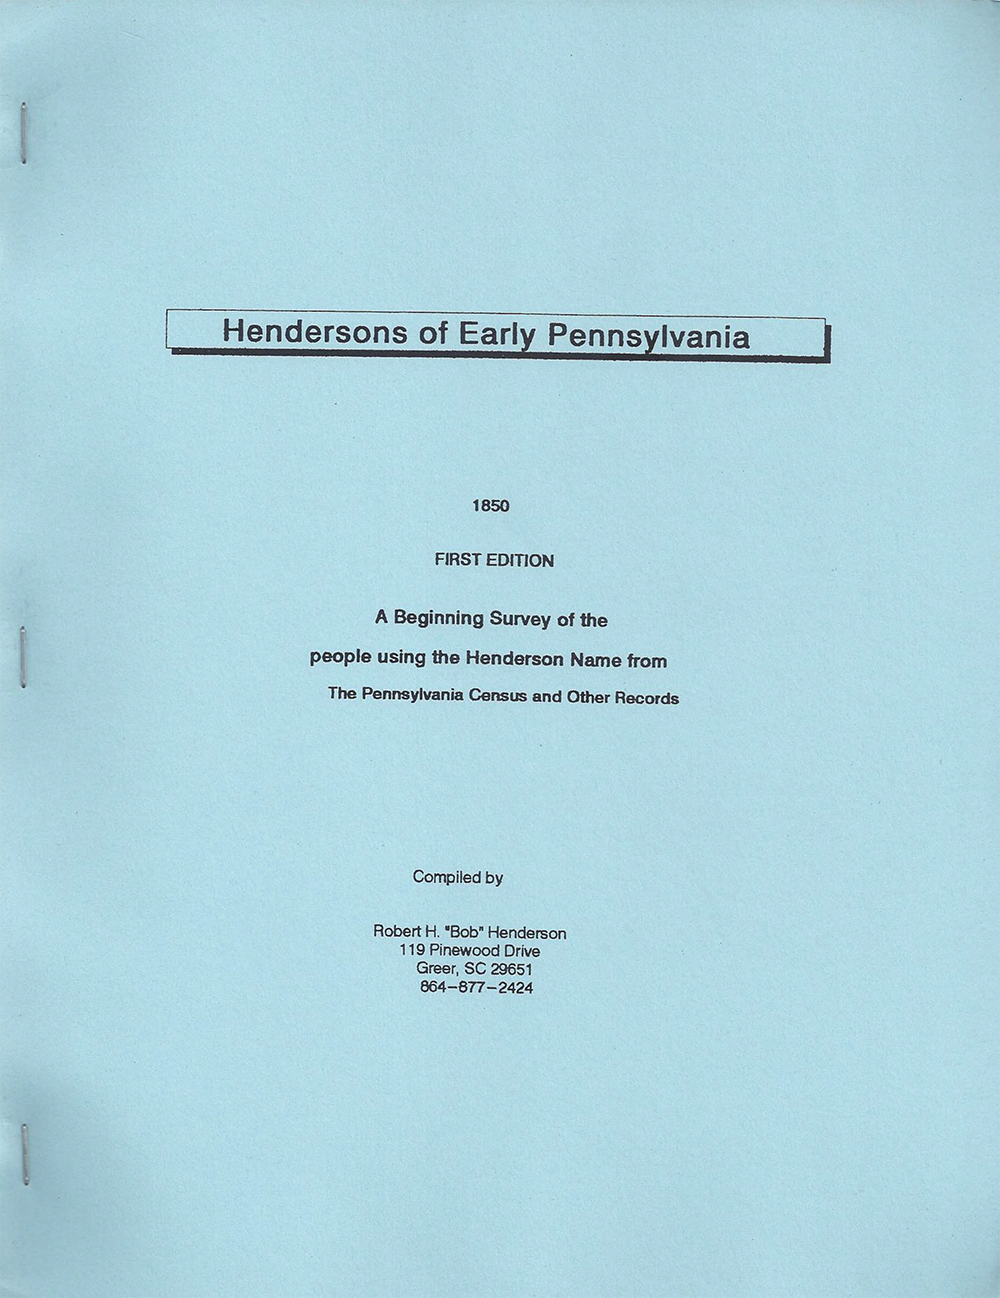 Hendersons of Early Pennsylvania
1850
FIRST EDITION
A Beginning Survey of the
people using the Henderson Name from
The Pennsylvania Census and Other Records
Compiled by
Robert H. "Bob" Henderson
119 Pinewood Drive
Greer, SC 29651
864-877-2424